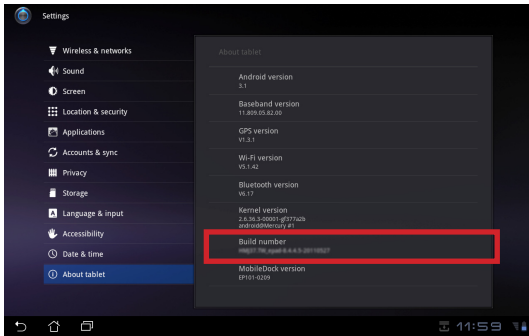 Settings
Wireless & networks
Sound
Screen
Location & security
Applications
Accounts & sync
Privacy
Storage
Language & input
Accessibility
Date & time
About tablet
About tablet
Android version
3.1
Baseband version
11.809.05.82.00
GPS version
V1.3.1
Wi-Fi version
V5.1.42
Bluetooth version
V6.17
Kernel version
2.6.36.3-00001-gf377a2b
android@Mercury #1
Build number
MobileDock version
EP101-0209
11:59